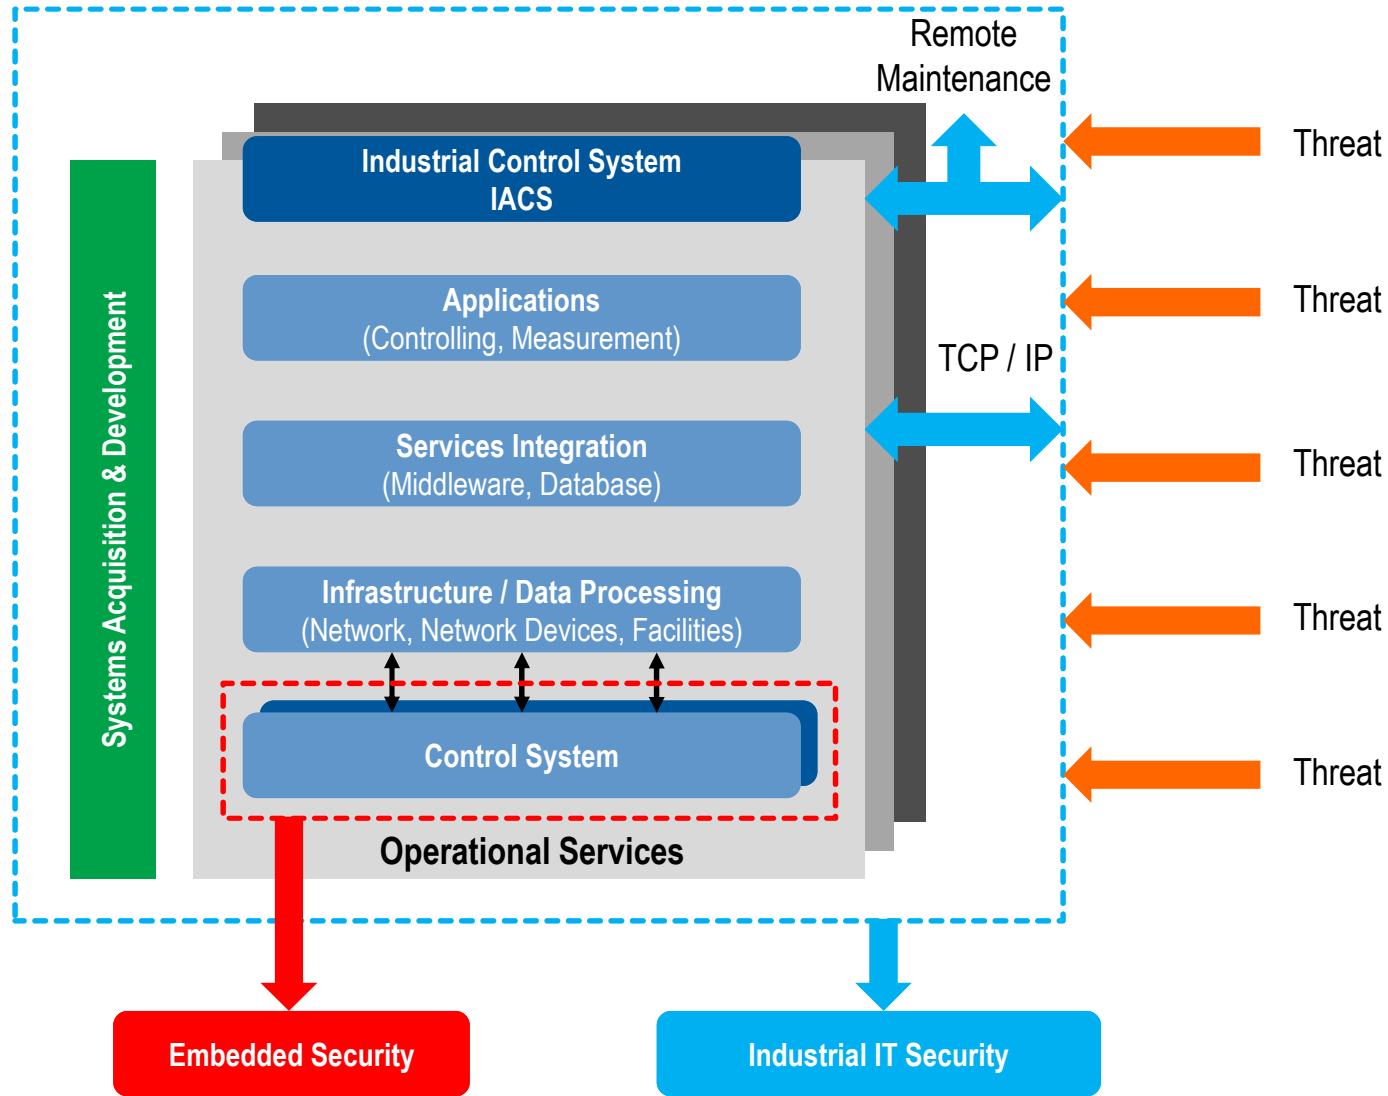 Remote
Maintenance
Threat
Industrial Control System
IACS
Threat
Applications
(Controlling, Measurement)
TCP / IP
Systems Acquisition & Development
Services Integration
(Middleware, Database)
Threat
Infrastructure / Data Processing
(Network, Network Devices, Facilities)
Threat
Control System
Threat
Operational Services
Embedded Security
Industrial IT Security